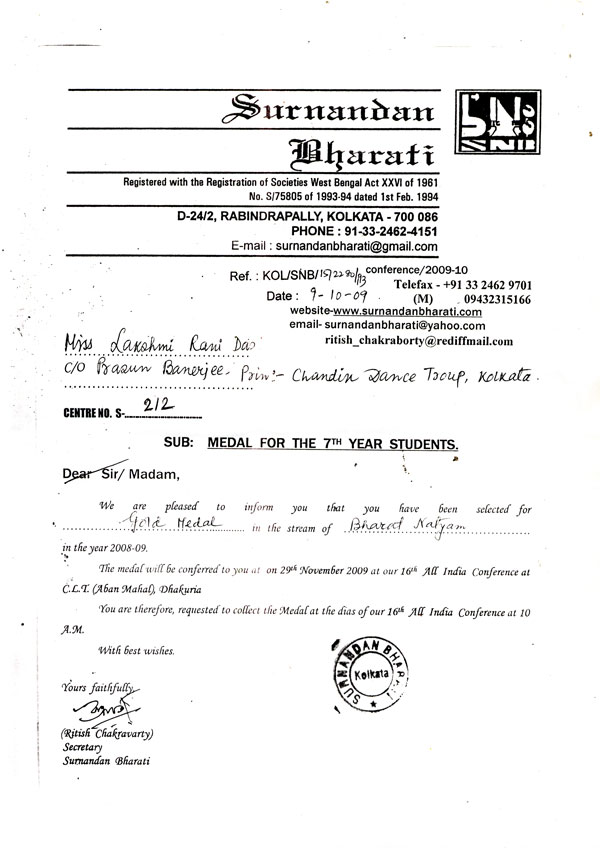 Surnandan
Bharati
Registered with the Registration of Societies West Bengal Act XXVI of 1961
No. S/75805 of 1993-94 dated 1st Feb. 1994
D-24/2, RABINDRAPALLY, KOLKATA - 700 086
PHONE : 91-33-2462-4151
E-mail : surnandanbharati@gmail.com
Ref. : KOL/SNB/ conference/2009-10
Telefax - +91 33 2462 9701
Date : 9-10-09
(M) 09432315166
website-www.surnandanbharati.com
email- surnandanbharati@yahoo.com
ritish_chakraborty@rediffmail.com
Miss Lakshmi Rani Das
C/O Prasun Banerjee- Prin:- Chandin Dance Troup, Kolkata.
CENTRE NO. S- 212
SUB: MEDAL FOR THE 7TH YEAR STUDENTS.
Dear Sir/ Madam,
We are pleased to inform you that you have been selected for
Gold Medal in the stream of Bharat Natyam
in the year 2008-09.
The medal will be conferred to you at on 29th November 2009 at our 16th All India Conference at
C.L.T. (Aban Mahal), Dhakuria
You are therefore, requested to collect the Medal at the dias of our 16th All India Conference at 10
A.M.
With best wishes.
SURNANDAN BHARATI
Kolkata
Yours faithfully,
(Ritish Chakravarty)
Secretary
Surnandan Bharati